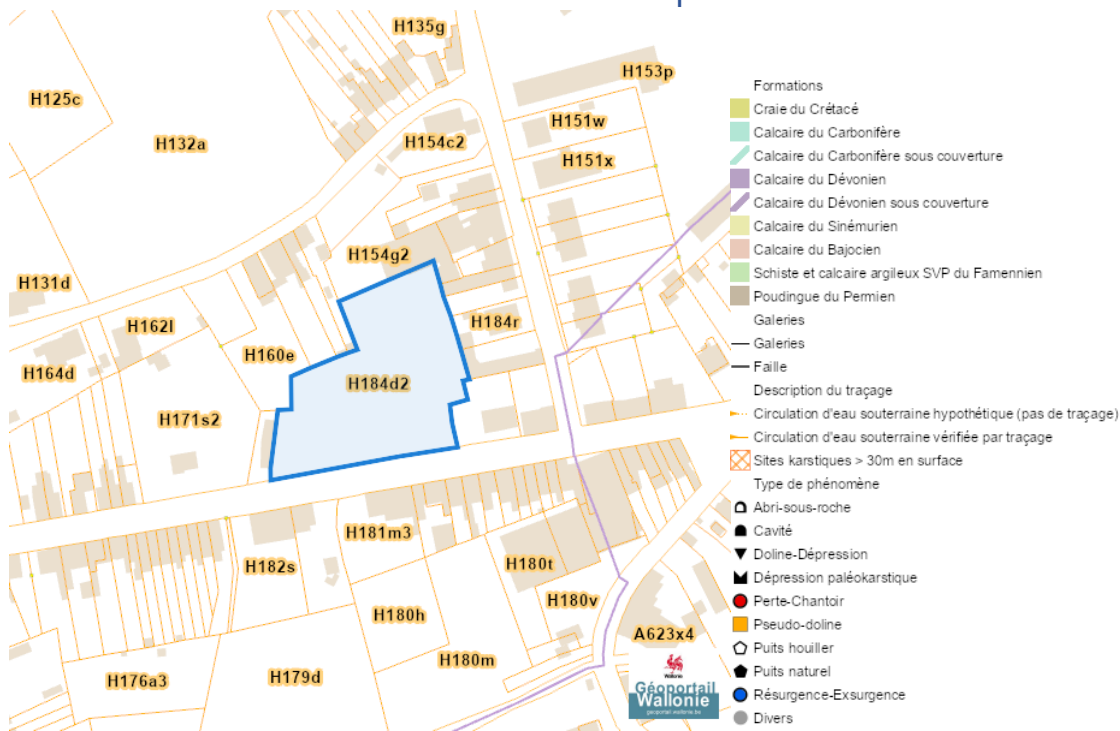 H135g
H153p
H125c
H151w
H132a
H154c2
H151x
H154g2
H131d
H162l
H184r
H160e
H164d
H184d2
H171s2
H181m3
H180t
H182s
H180v
H180h
A623x4
H180m
H179d
H176a3
Wallonie
Géoportail
Wallonie
geoportail.wallonie.be
Formations
Craie du Crétacé
Calcaire du Carbonifère
Calcaire du Carbonifère sous couverture
Calcaire du Dévonien
Calcaire du Dévonien sous couverture
Calcaire du Sinémurien
Calcaire du Bajocien
Schiste et calcaire argileux SVP du Famennien
Poudingue du Permien
Galeries
Galeries
Faille
Description du traçage
Circulation d'eau souterraine hypothétique (pas de traçage)
Circulation d'eau souterraine vérifiée par traçage
Sites karstiques > 30m en surface
Type de phénomène
Abri-sous-roche
Cavité
Doline-Dépression
Dépression paléokarstique
Perte-Chantoir
Pseudo-doline
Puits houiller
Puits naturel
Résurgence-Exsurgence
Divers